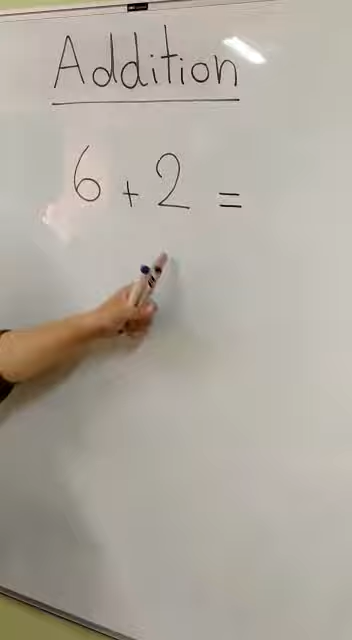 Addition
6 + 2 =